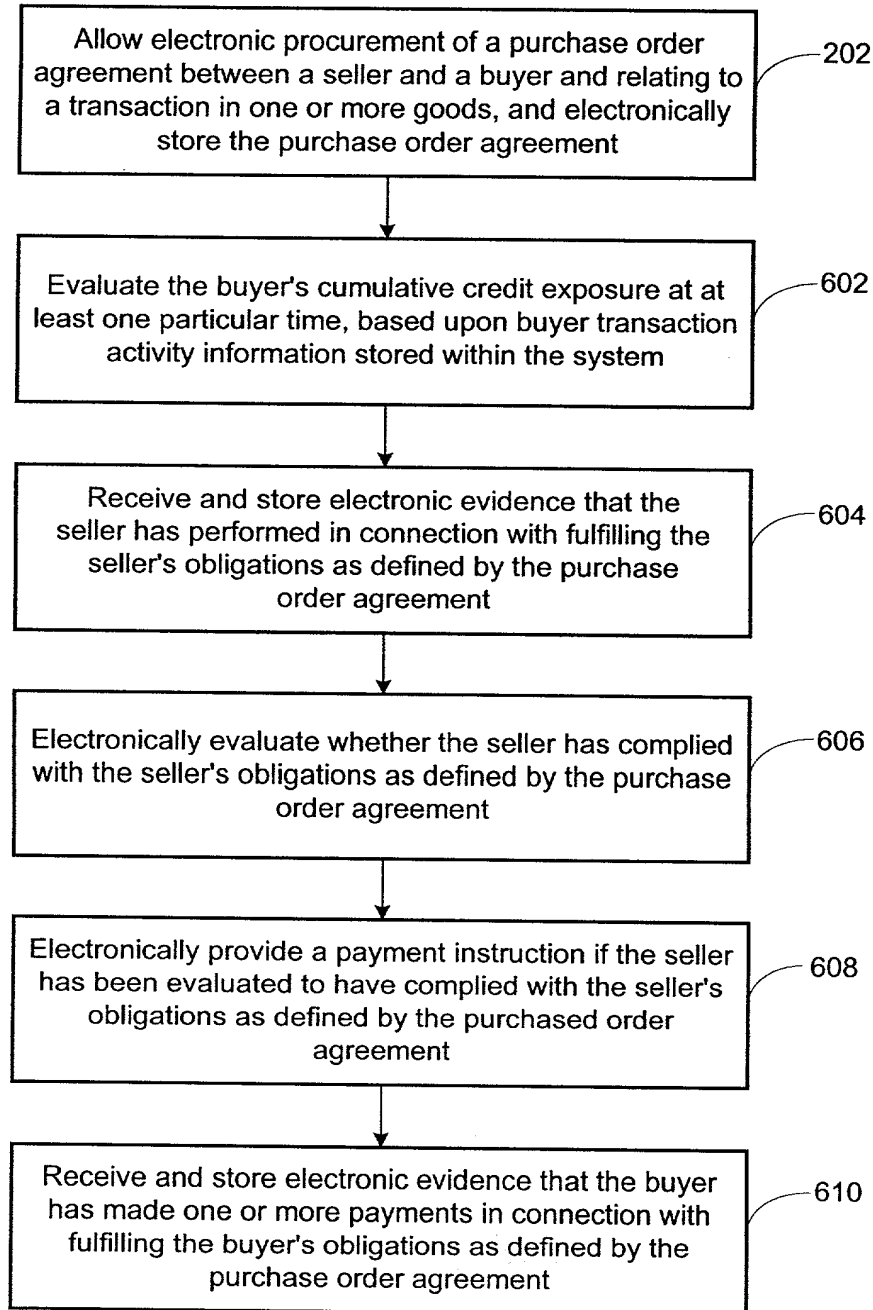 Allow electronic procurement of a purchase order
agreement between a seller and a buyer and relating to
a transaction in one or more goods, and electronically
store the purchase order agreement
202
Evaluate the buyer's cumulative credit exposure at at
least one particular time, based upon buyer transaction
activity information stored within the system
602
Receive and store electronic evidence that the
seller has performed in connection with fulfilling the
seller's obligations as defined by the purchase
order agreement
604
Electronically evaluate whether the seller has complied
with the seller's obligations as defined by the purchase
order agreement
606
Electronically provide a payment instruction if the seller
has been evaluated to have complied with the seller's
obligations as defined by the purchased order
agreement
608
Receive and store electronic evidence that the buyer
has made one or more payments in connection with
fulfilling the buyer's obligations as defined by the
purchase order agreement
610